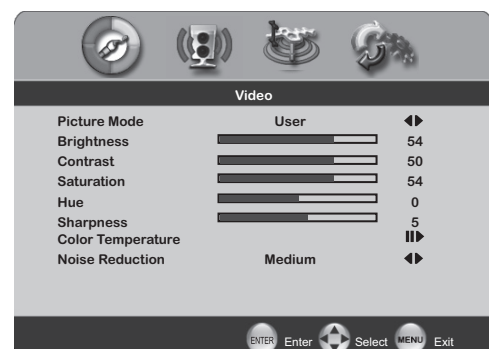 Video
Picture Mode User
Brightness 54
Contrast 50
Saturation 54
Hue 0
Sharpness 5
Color Temperature
Noise Reduction Medium
ENTER Enter Select MENU Exit